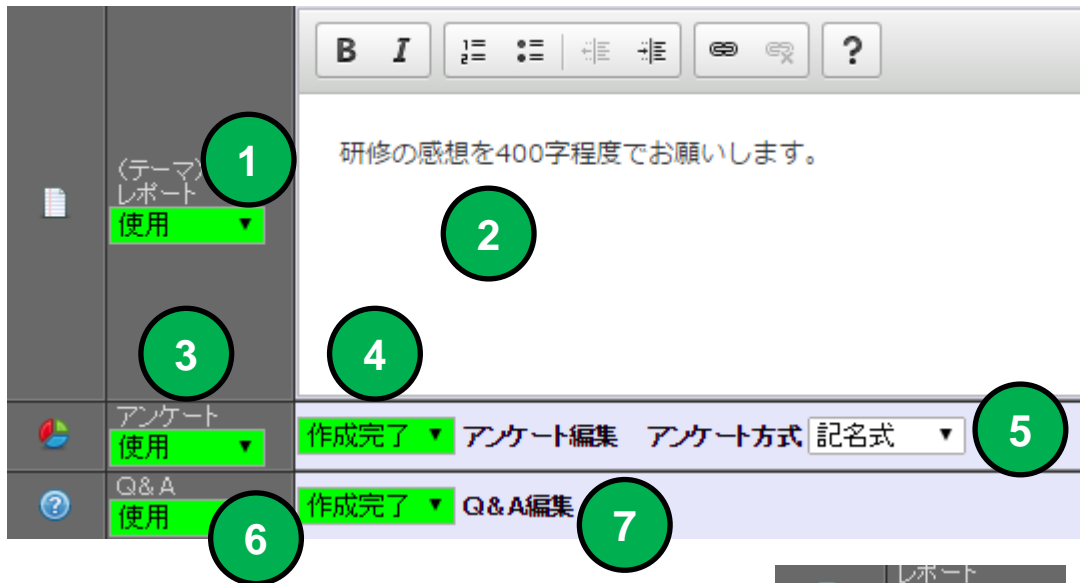 B I ?
研修の感想を400字程度でお願いします。
1
(テーマ)
レポート
使用
2
3
4
アンケート
使用
作成完了 アンケート編集 アンケート方式 記名式
5
Q&A
使用
作成完了 Q&A編集
6
7
レポート